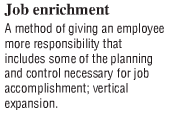 Job enrichment
A method of giving an employee
more responsibility that
includes some of the planning
and control necessary for job
accomplishment; vertical
expansion.